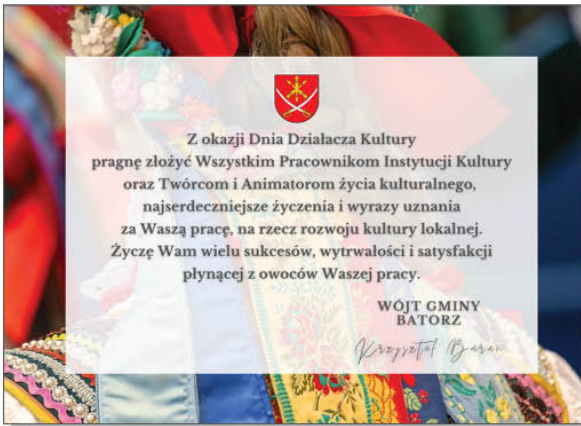 Z okazji Dnia Działacza Kultury
pragnę złożyć Wszystkim Pracownikom Instytucji Kultury
oraz Twórcom i Animatorom życia kulturalnego,
najserdeczniejsze życzenia i wyrazy uznania
za Waszą pracę, na rzecz rozwoju kultury lokalnej.
Życzę Wam wielu sukcesów, wytrwałości i satysfakcji
płynącej z owoców Waszej pracy.
WÓJT GMINY
BATORZ
Krzysztof Baran